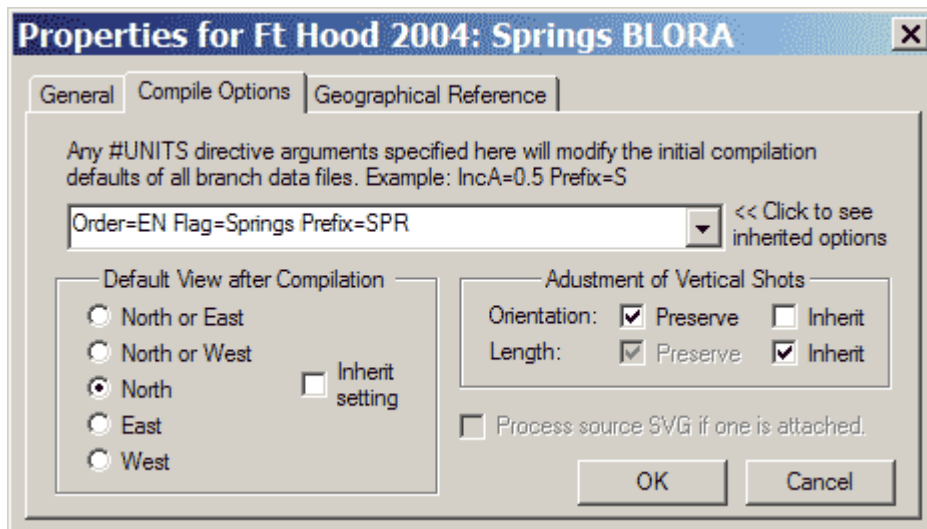 Properties for Ft Hood 2004: Springs BLORA
General Compile Options Geographical Reference
Any #UNITS directive arguments specified here will modify the initial compilation
defaults of all branch data files. Example: IncA=0.5 Prefix=S
Order=EN Flag=Springs Prefix=SPR
<< Click to see
inherited options
Default View after Compilation
North or East
North or West
North
East
West
Inherit
setting
Adustment of Vertical Shots
Orientation: Preserve Inherit
Length: Preserve Inherit
Process source SVG if one is attached.
OK Cancel